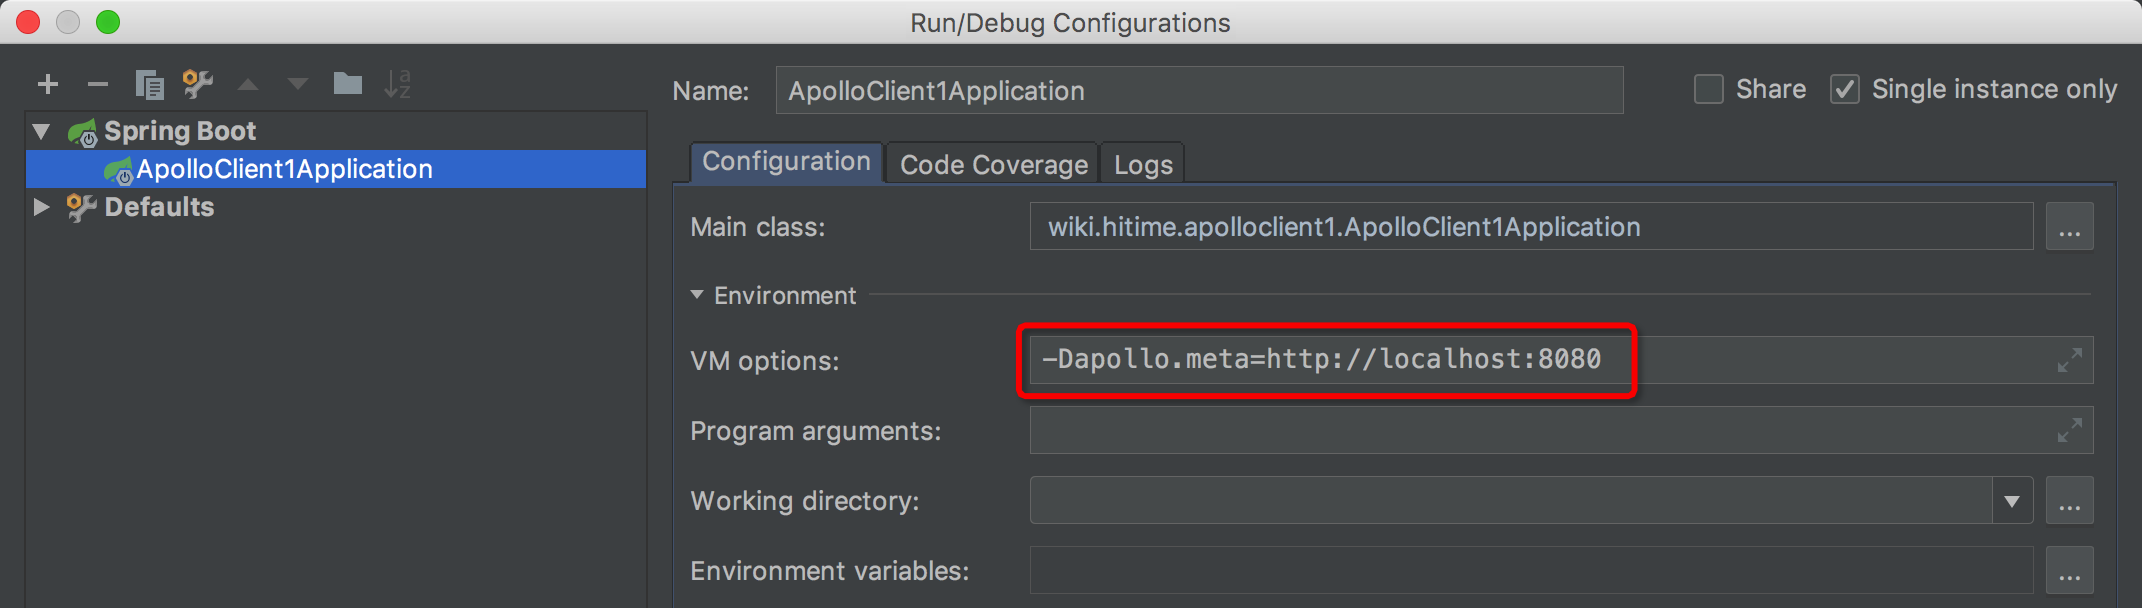 Run/Debug Configurations
Name: ApolloClient1Application Share Single instance only
Spring Boot
ApolloClient1Application
Defaults
Configuration Code Coverage Logs
Main class: wiki.hitime.apolloclient1.ApolloClient1Application ...
Environment
VM options: -Dapollo.meta=http://localhost:8080
Program arguments:
Working directory: ...
Environment variables: ...